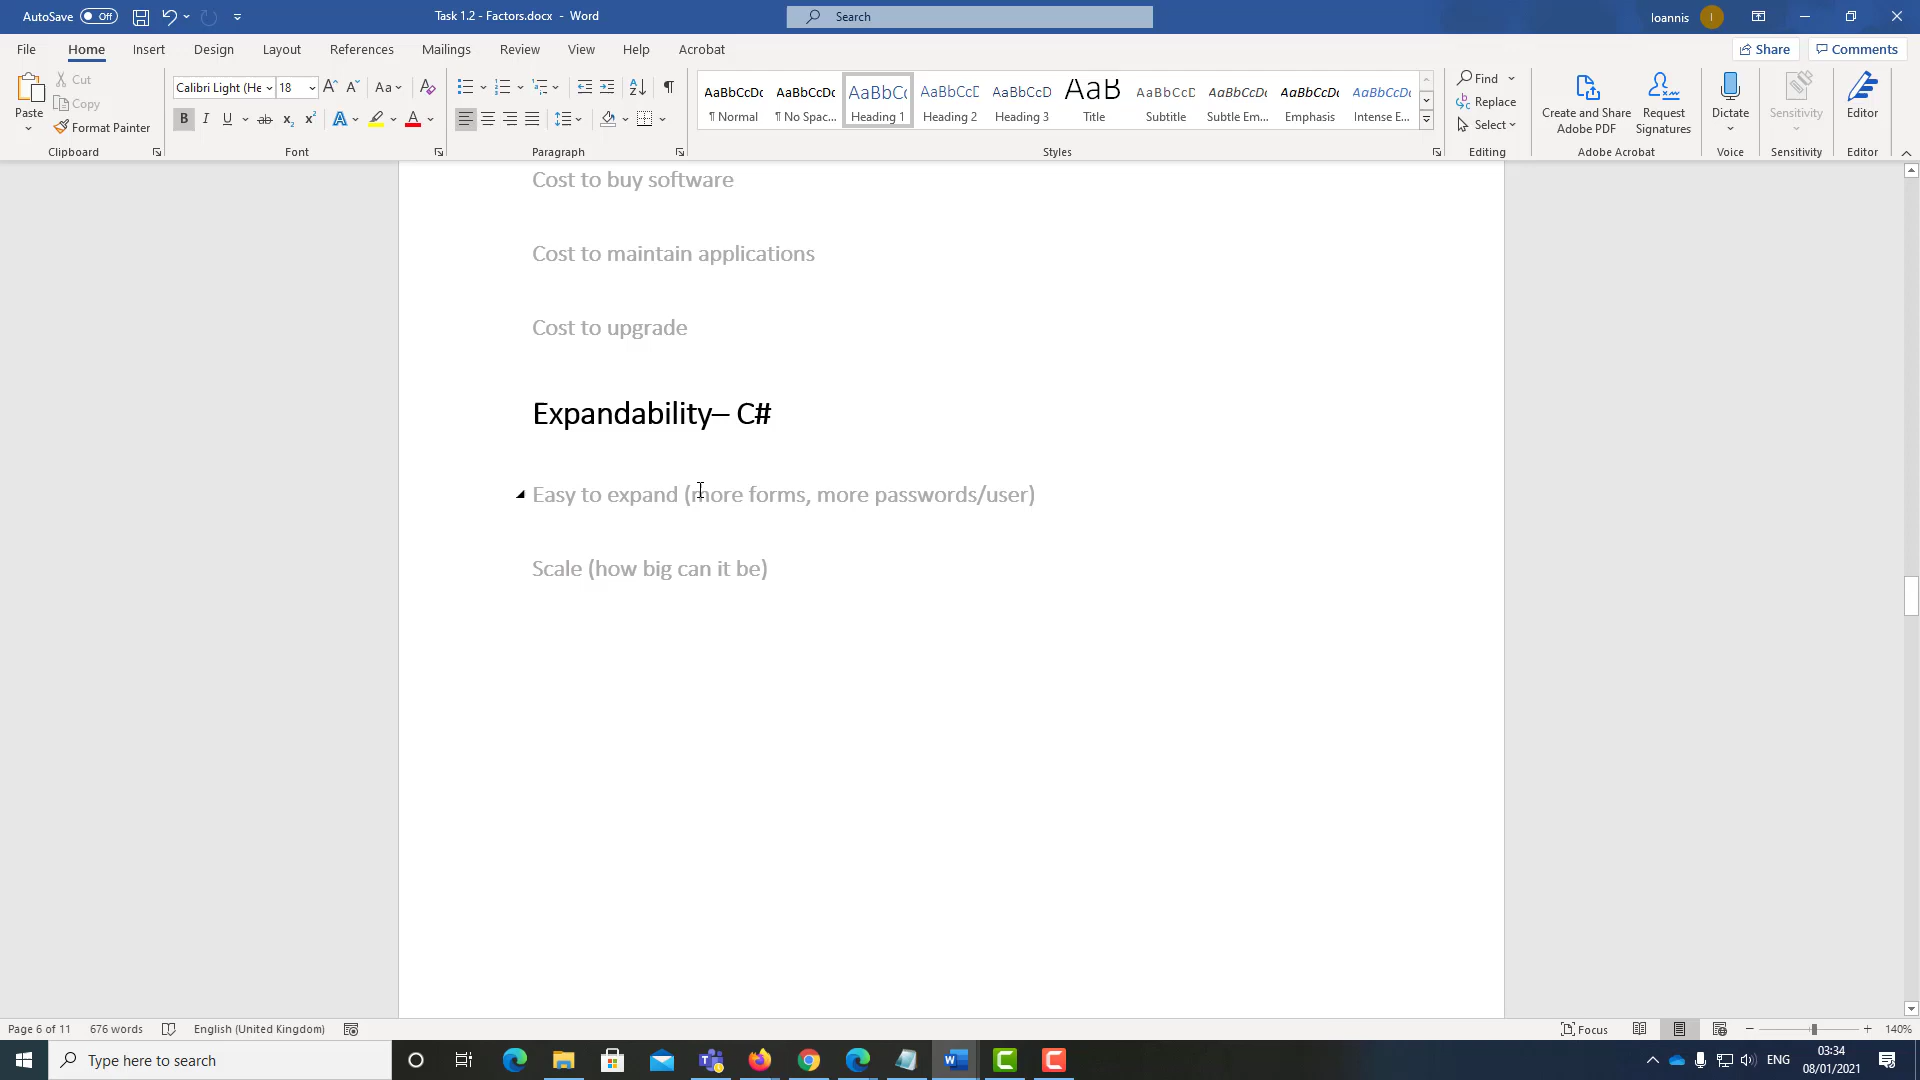 AutoSave Off Task 1.2 - Factors.docx - Word Search Ioannis I
File Home Insert Design Layout References Mailings Review View Help Acrobat Share Comments
Paste Cut Copy Format Painter
Clipboard
Calibri Light (He 18
Font
Paragraph
AaBbCcDc AaBbCcDc AaBbC AaBbCcD AaBbCcD AaB AaBbCcD AaBbCcDc AaBbCcDc AaBbCcDc
¶ Normal ¶ No Spac... Heading 1 Heading 2 Heading 3 Title Subtitle Subtle Em... Emphasis Intense E...
Styles
Find
Replace
Select
Editing
Create and Share Adobe PDF
Request Signatures
Adobe Acrobat
Dictate
Voice
Sensitivity
Sensitivity
Editor
Editor
Cost to buy software
Cost to maintain applications
Cost to upgrade
Expandability– C#
Easy to expand (more forms, more passwords/user)
Scale (how big can it be)
Page 6 of 11 676 words English (United Kingdom) Focus 140%
Type here to search ENG 03:34
08/01/2021